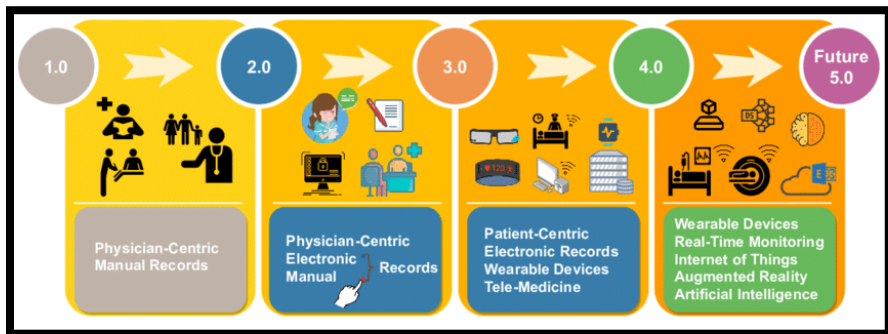 1.0
2.0
3.0
4.0
Future
5.0
DS
120
E
Physician-Centric
Manual Records
Physician-Centric
Electronic
Manual
Records
Patient-Centric
Electronic Records
Wearable Devices
Tele-Medicine
Wearable Devices
Real-Time Monitoring
Internet of Things
Augmented Reality
Artificial Intelligence